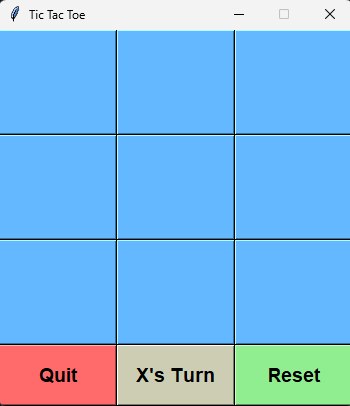 Tic Tac Toe
Quit
X's Turn
Reset